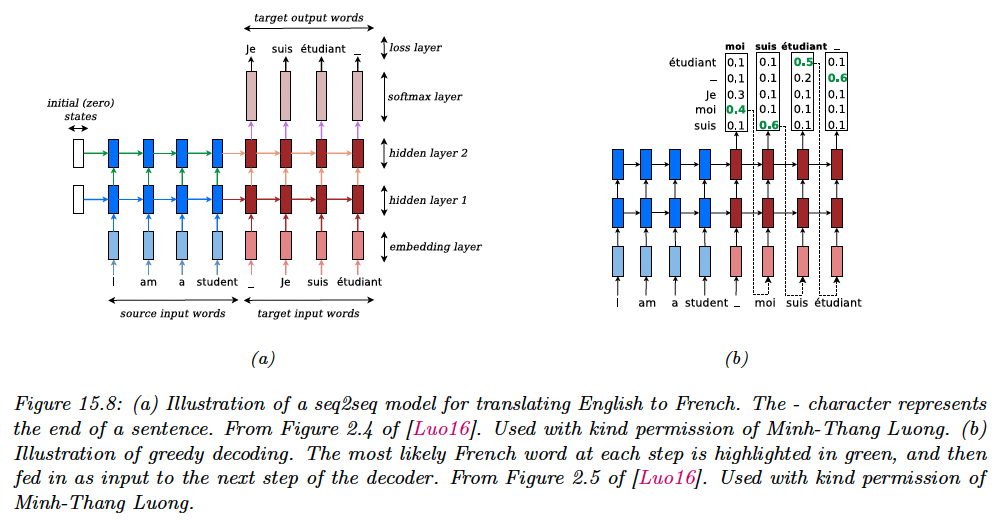 target output words
Je suis étudiant _
loss layer
softmax layer
initial (zero)
states
hidden layer 2
hidden layer 1
embedding layer
I am a student _ Je suis étudiant
source input words target input words
(a)
moi suis étudiant _
étudiant 0.1 0.1 0.5 0.1
_ 0.1 0.1 0.2 0.6
Je 0.3 0.1 0.1 0.1
moi 0.4 0.1 0.1 0.1
suis 0.1 0.6 0.1 0.1
I am a student _ moi suis étudiant
(b)
Figure 15.8: (a) Illustration of a seq2seq model for translating English to French. The - character represents
the end of a sentence. From Figure 2.4 of [Luo16]. Used with kind permission of Minh-Thang Luong. (b)
Illustration of greedy decoding. The most likely French word at each step is highlighted in green, and then
fed in as input to the next step of the decoder. From Figure 2.5 of [Luo16]. Used with kind permission of
Minh-Thang Luong.